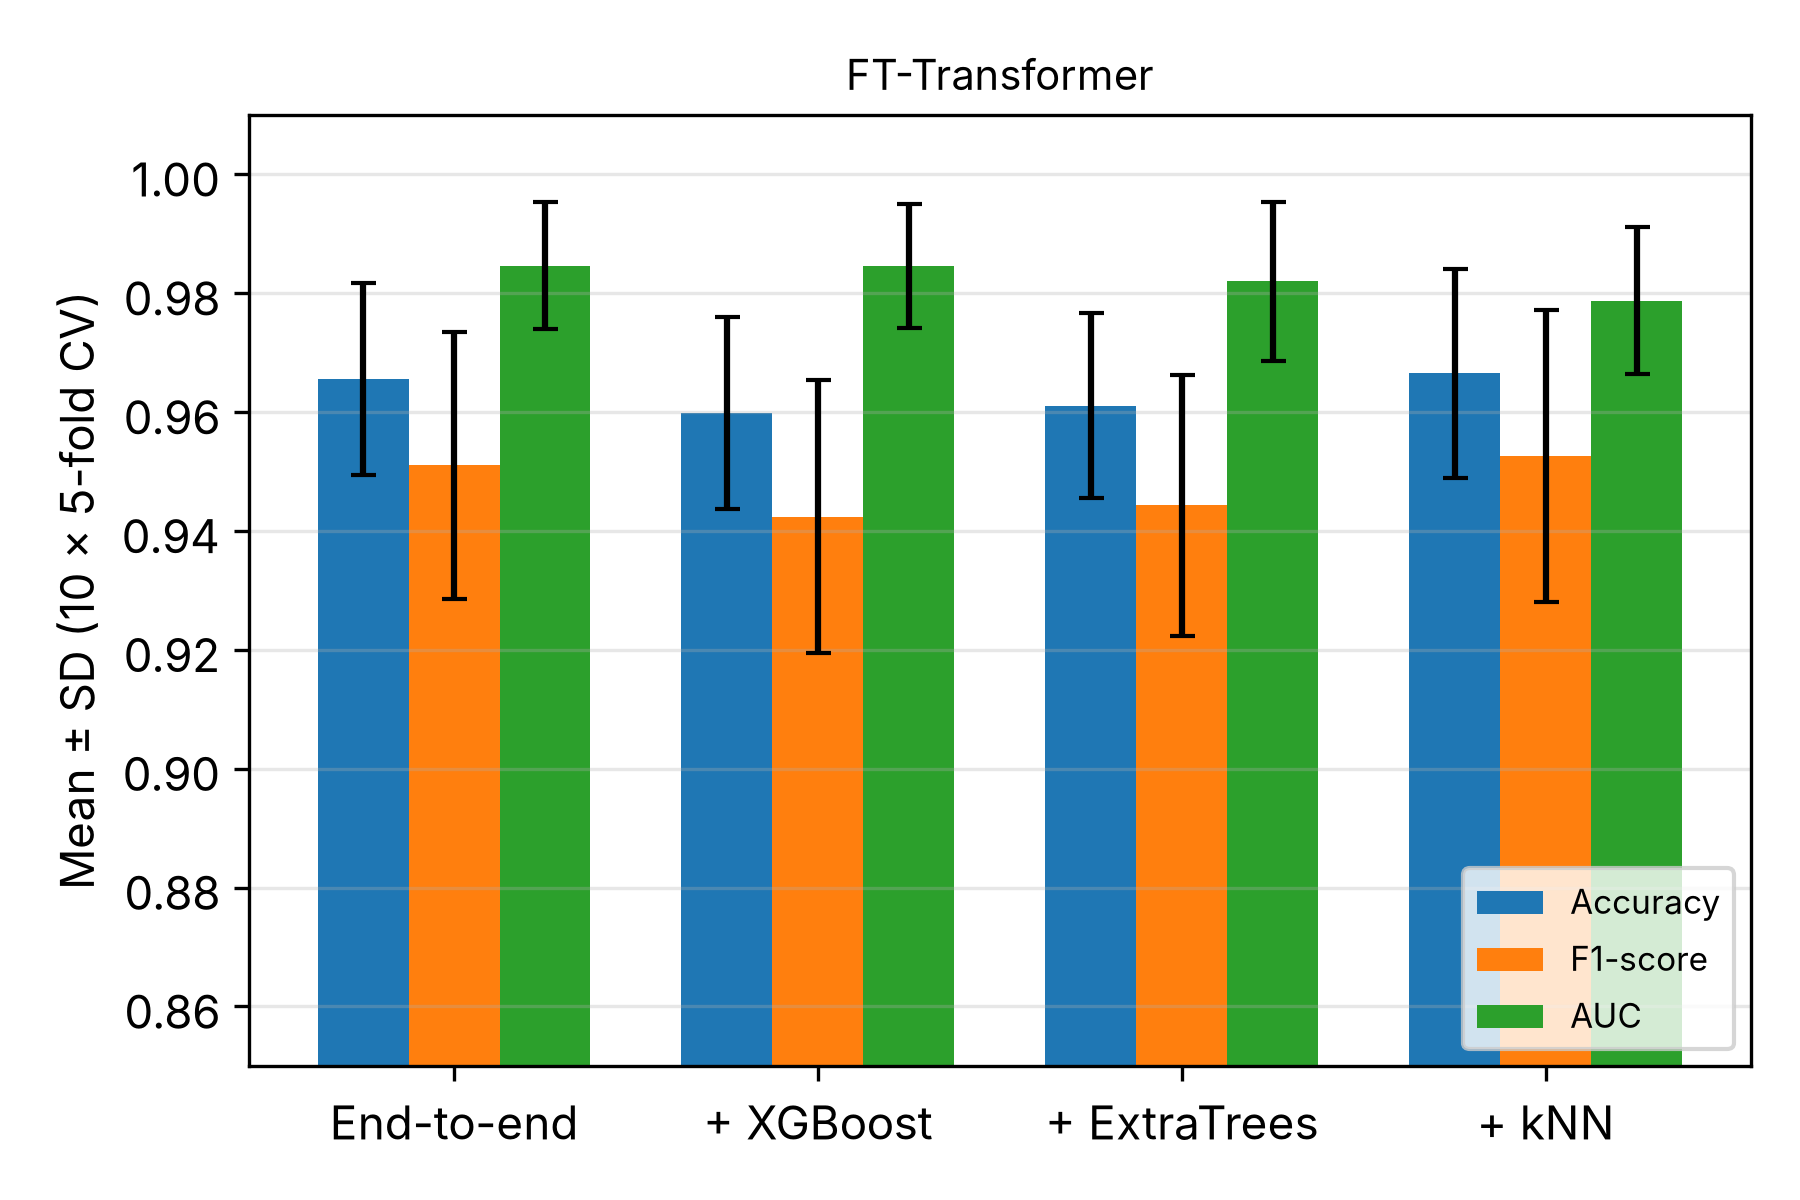 FT-Transformer
Mean ± SD (10 × 5-fold CV)
1.00
0.98
0.96
0.94
0.92
0.90
0.88
0.86
End-to-end
+ XGBoost
+ ExtraTrees
+ kNN
Accuracy
F1-score
AUC